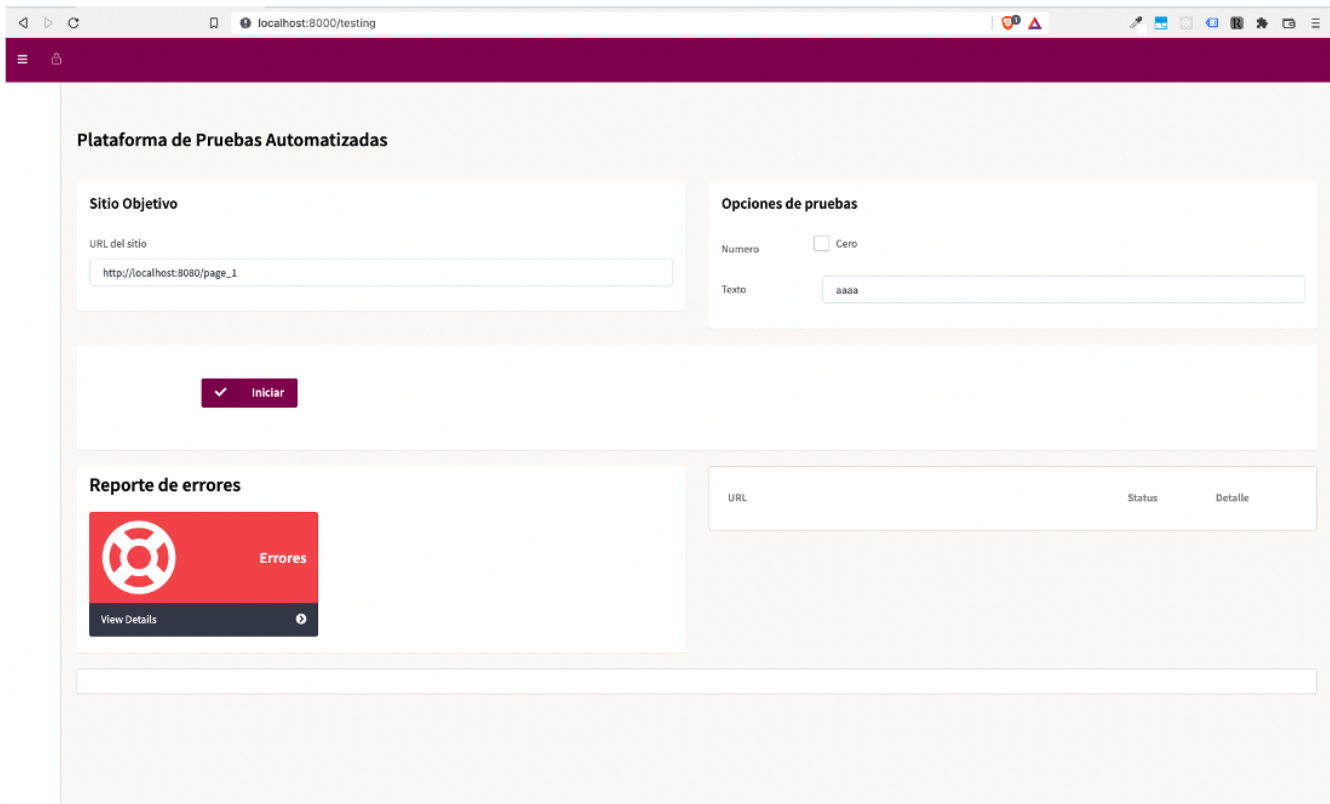 localhost:8000/testing
Plataforma de Pruebas Automatizadas
Sitio Objetivo
URL del sitio
http://localhost:8080/page_1
Opciones de pruebas
Numero
Cero
Texto
aaaa
Iniciar
Reporte de errores
Errores
View Details
URL Status Detalle